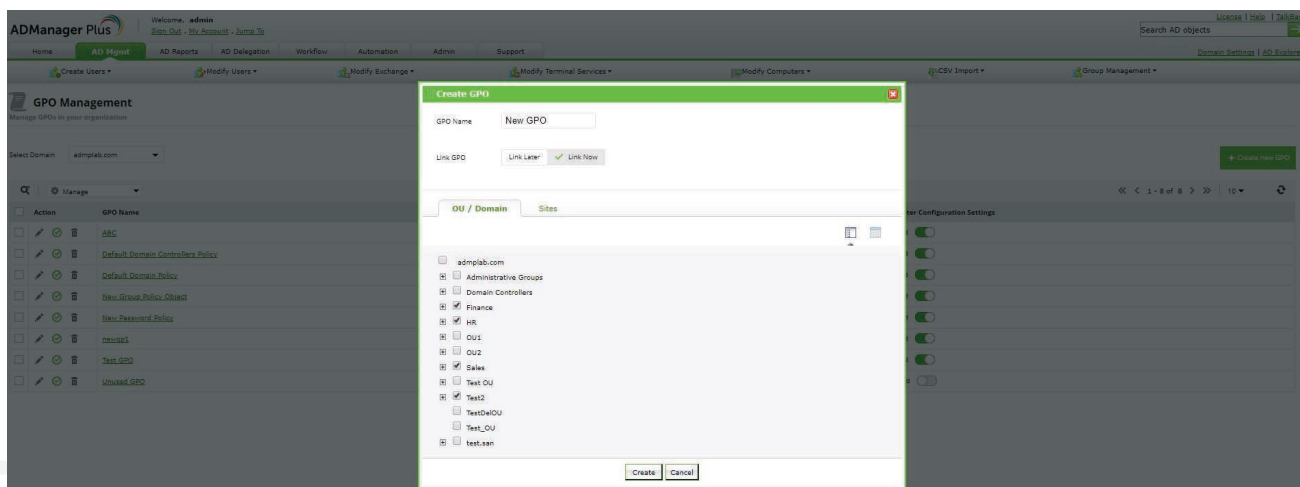 License | Help | TalkBa
ADManager Plus
Welcome, admin
Sign Out . My Account . Jump To
Search AD objects
Home AD Mgmt AD Reports AD Delegation Workflow Automation Admin Support
Domain Settings | AD Explore
Create Users Modify Users Modify Exchange Modify Terminal Services Modify Computers CSV Import Group Management
GPO Management
Manage GPOs in your organization
Select Domain admplab.com
+ Create new GPO
Manage
1 - 8 of 8 10
Action GPO Name ter Configuration Settings
ABC
Default Domain Controllers Policy
Default Domain Policy
New Group Policy Object
New Password Policy
newgp1
Test GPO
Unused GPO
Create GPO
GPO Name New GPO
Link GPO Link Later Link Now
OU / Domain Sites
admplab.com
Administrative Groups
Domain Controllers
Finance
HR
OU1
OU2
Sales
Test OU
Test2
TestDelOU
Test_OU
test.san
Create Cancel